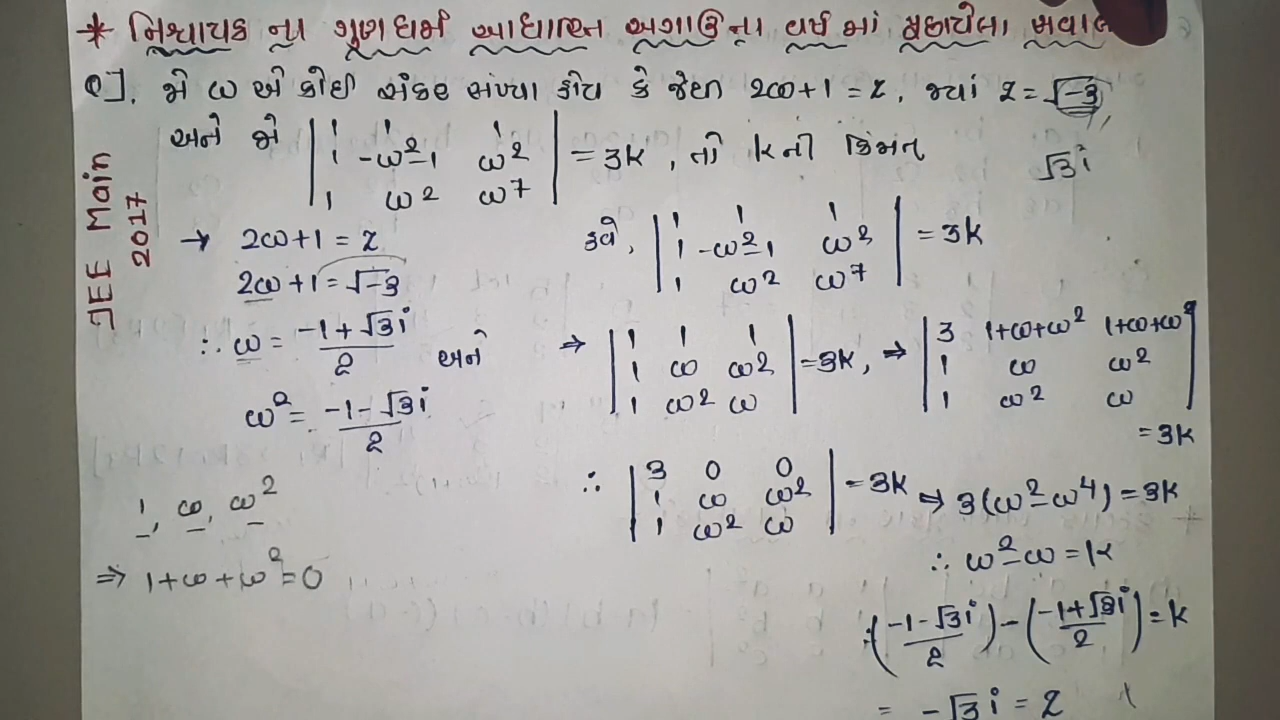 * નિશ્ચાયક ના ગુણધર્મ આધારિત અગાઉના વર્ષ માં પુછાયેલા સવાલ
Q]. જો ω એ કોઈ સંકર સંખ્યા હોય કે જેથી 2ω+1 = z, જ્યાં z = √-3
અને જો | 1 1 1 |
| 1 -ω²-1 ω² | = 3k, તો k ની કિંમત
| 1 ω² ω⁷ |
√3 i
JEE Main
2017
→ 2ω+1 = z
2ω+1 = √-3
∴ ω = (-1+√3 i)/2 અને
ω² = (-1-√3 i)/2
1, ω, ω²
⇒ 1+ω+ω² = 0
હવે, | 1 1 1 |
| 1 -ω²-1 ω² | = 3k
| 1 ω² ω⁷ |
⇒ | 1 1 1 |
| 1 ω ω² | = 3k,
| 1 ω² ω |
⇒ | 3 1+ω+ω² 1+ω+ω² |
| 1 ω ω² |
| 1 ω² ω |
= 3k
∴ | 3 0 0 |
| 1 ω ω² | = 3k
| 1 ω² ω |
⇒ 3(ω²-ω⁴) = 3k
∴ ω²-ω = k
((-1-√3 i)/2) - ((-1+√3 i)/2) = k
= -√3 i = z